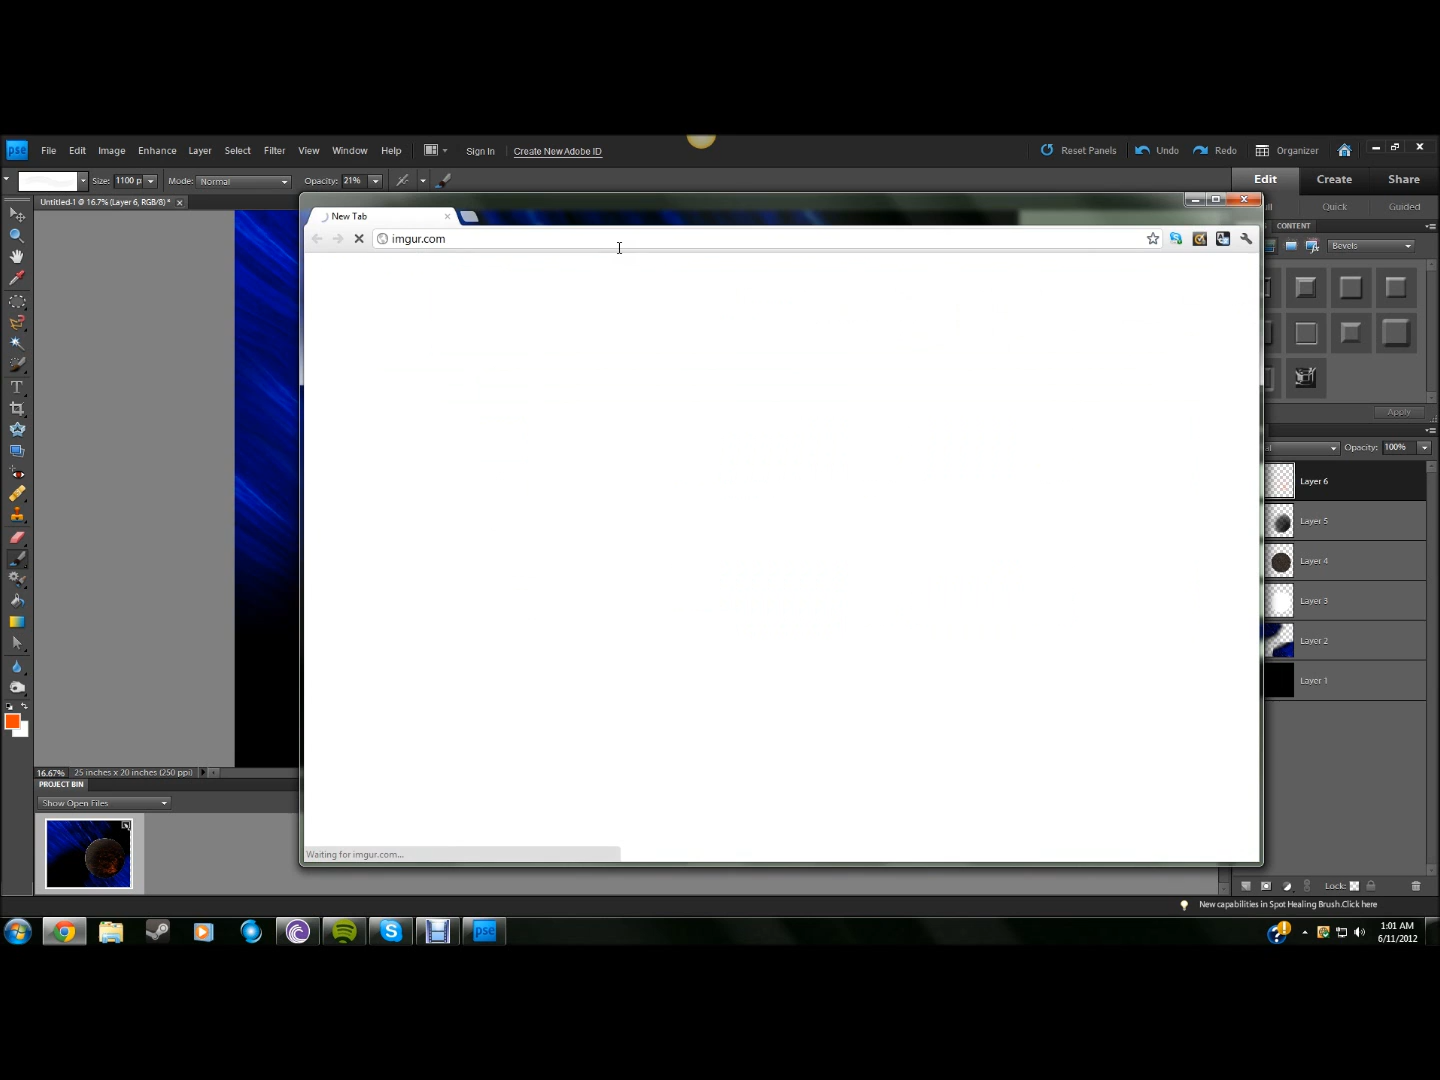 pse File Edit Image Enhance Layer Select Filter View Window Help Sign In Create New Adobe ID Reset Panels Undo Redo Organizer
Size: 1100 p Mode: Normal Opacity: 21% Edit Create Share
Untitled-1 @ 16.7% (Layer 6, RGB/8) * Quick Guided
New Tab CONTENT
imgur.com Bevels
Apply
Opacity: 100%
Layer 6
Layer 5
Layer 4
Layer 3
Layer 2
Layer 1
16.67% 25 inches x 20 inches (250 ppi)
PROJECT BIN
Show Open Files
Waiting for imgur.com...
Lock:
New capabilities in Spot Healing Brush.Click here
pse
1:01 AM
6/11/2012